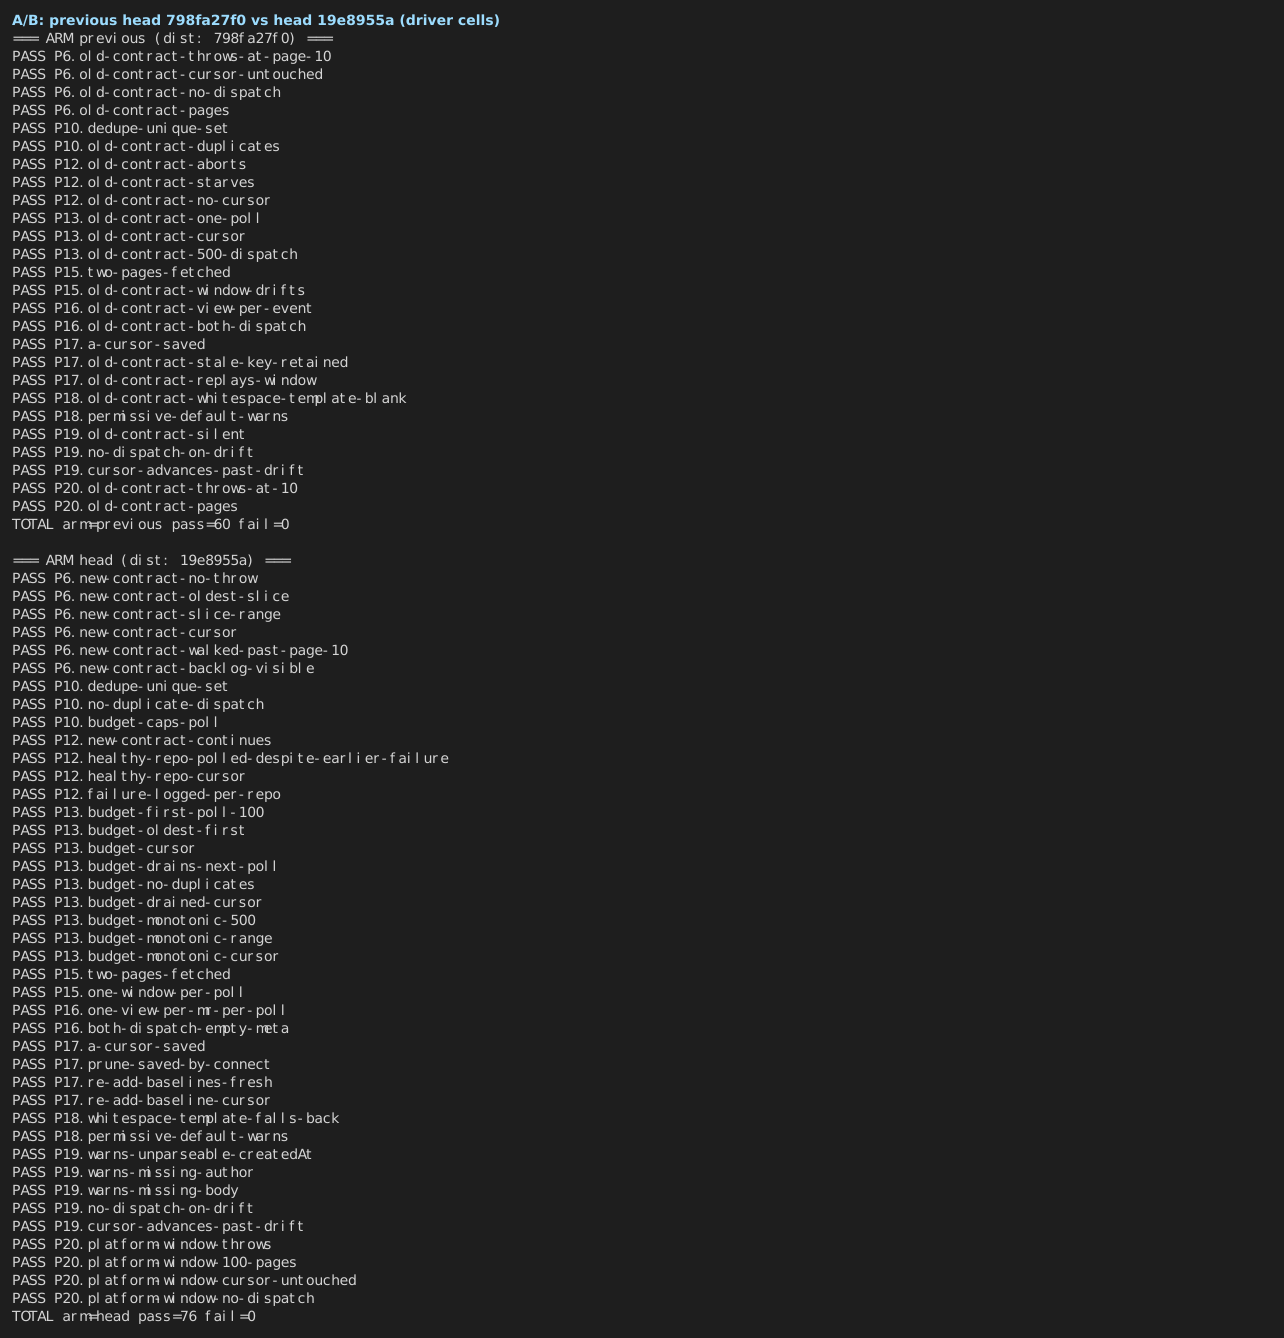 A/B: previous head 798fa27f0 vs head 19e8955a (driver cells)
═══ ARM previous (dist: 798fa27f0) ═══
PASS P6.old-contract-throws-at-page-10
PASS P6.old-contract-cursor-untouched
PASS P6.old-contract-no-dispatch
PASS P6.old-contract-pages
PASS P10.dedupe-unique-set
PASS P10.old-contract-duplicates
PASS P12.old-contract-aborts
PASS P12.old-contract-starves
PASS P12.old-contract-no-cursor
PASS P13.old-contract-one-poll
PASS P13.old-contract-cursor
PASS P13.old-contract-500-dispatch
PASS P15.two-pages-fetched
PASS P15.old-contract-window-drifts
PASS P16.old-contract-view-per-event
PASS P16.old-contract-both-dispatch
PASS P17.a-cursor-saved
PASS P17.old-contract-stale-key-retained
PASS P17.old-contract-replays-window
PASS P18.old-contract-whitespace-template-blank
PASS P18.permissive-default-warns
PASS P19.old-contract-silent
PASS P19.no-dispatch-on-drift
PASS P19.cursor-advances-past-drift
PASS P20.old-contract-throws-at-10
PASS P20.old-contract-pages
TOTAL arm=previous pass=60 fail=0
═══ ARM head (dist: 19e8955a) ═══
PASS P6.new-contract-no-throw
PASS P6.new-contract-oldest-slice
PASS P6.new-contract-slice-range
PASS P6.new-contract-cursor
PASS P6.new-contract-walked-past-page-10
PASS P6.new-contract-backlog-visible
PASS P10.dedupe-unique-set
PASS P10.no-duplicate-dispatch
PASS P10.budget-caps-poll
PASS P12.new-contract-continues
PASS P12.healthy-repo-polled-despite-earlier-failure
PASS P12.healthy-repo-cursor
PASS P12.failure-logged-per-repo
PASS P13.budget-first-poll-100
PASS P13.budget-oldest-first
PASS P13.budget-cursor
PASS P13.budget-drains-next-poll
PASS P13.budget-no-duplicates
PASS P13.budget-drained-cursor
PASS P13.budget-monotonic-500
PASS P13.budget-monotonic-range
PASS P13.budget-monotonic-cursor
PASS P15.two-pages-fetched
PASS P15.one-window-per-poll
PASS P16.one-view-per-mr-per-poll
PASS P16.both-dispatch-empty-meta
PASS P17.a-cursor-saved
PASS P17.prune-saved-by-connect
PASS P17.re-add-baselines-fresh
PASS P17.re-add-baseline-cursor
PASS P18.whitespace-template-falls-back
PASS P18.permissive-default-warns
PASS P19.warns-unparseable-createdAt
PASS P19.warns-missing-author
PASS P19.warns-missing-body
PASS P19.no-dispatch-on-drift
PASS P19.cursor-advances-past-drift
PASS P20.platform-window-throws
PASS P20.platform-window-100-pages
PASS P20.platform-window-cursor-untouched
PASS P20.platform-window-no-dispatch
TOTAL arm=head pass=76 fail=0